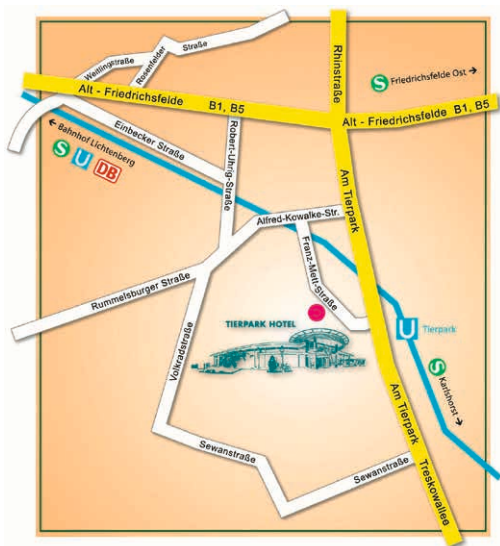 Straße
Weitlingstraße
Rosenfelder
Rhinstraße
S Friedrichsfelde Ost →
Alt - Friedrichsfelde B1, B5
Alt - Friedrichsfelde B1, B5
← Bahnhof Lichtenberg
S U DB
Einbecker Straße
Robert-Uhrig-Straße
Am Tierpark
Alfred-Kowalke-Str.
Franz-Mett-Straße
Rummelsburger Straße
TIERPARK HOTEL
U Tierpark
Volkradstraße
S Karlshorst →
Am Tierpark
Sewanstraße
Sewanstraße
Treskowallee